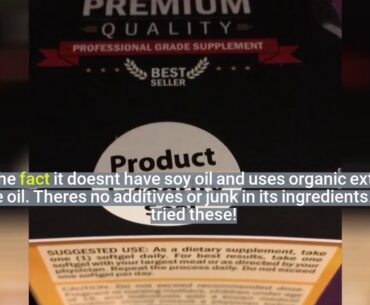 PREMIUM
QUALITY
PROFESSIONAL GRADE SUPPLEMENT
BEST
SELLER
Product
he fact it doesnt have soy oil and uses organic ext
e oil. Theres no additives or junk in its ingredients
tried these!
SUGGESTED USE: As a dietary supplement, take
one (1) softgel daily. For best results, take one
softgel with your largest meal or as directed by your
physician. Repeat the process daily. Do not exceed
one softgel per day.
CAUTION: Do not exceed recommended dose.